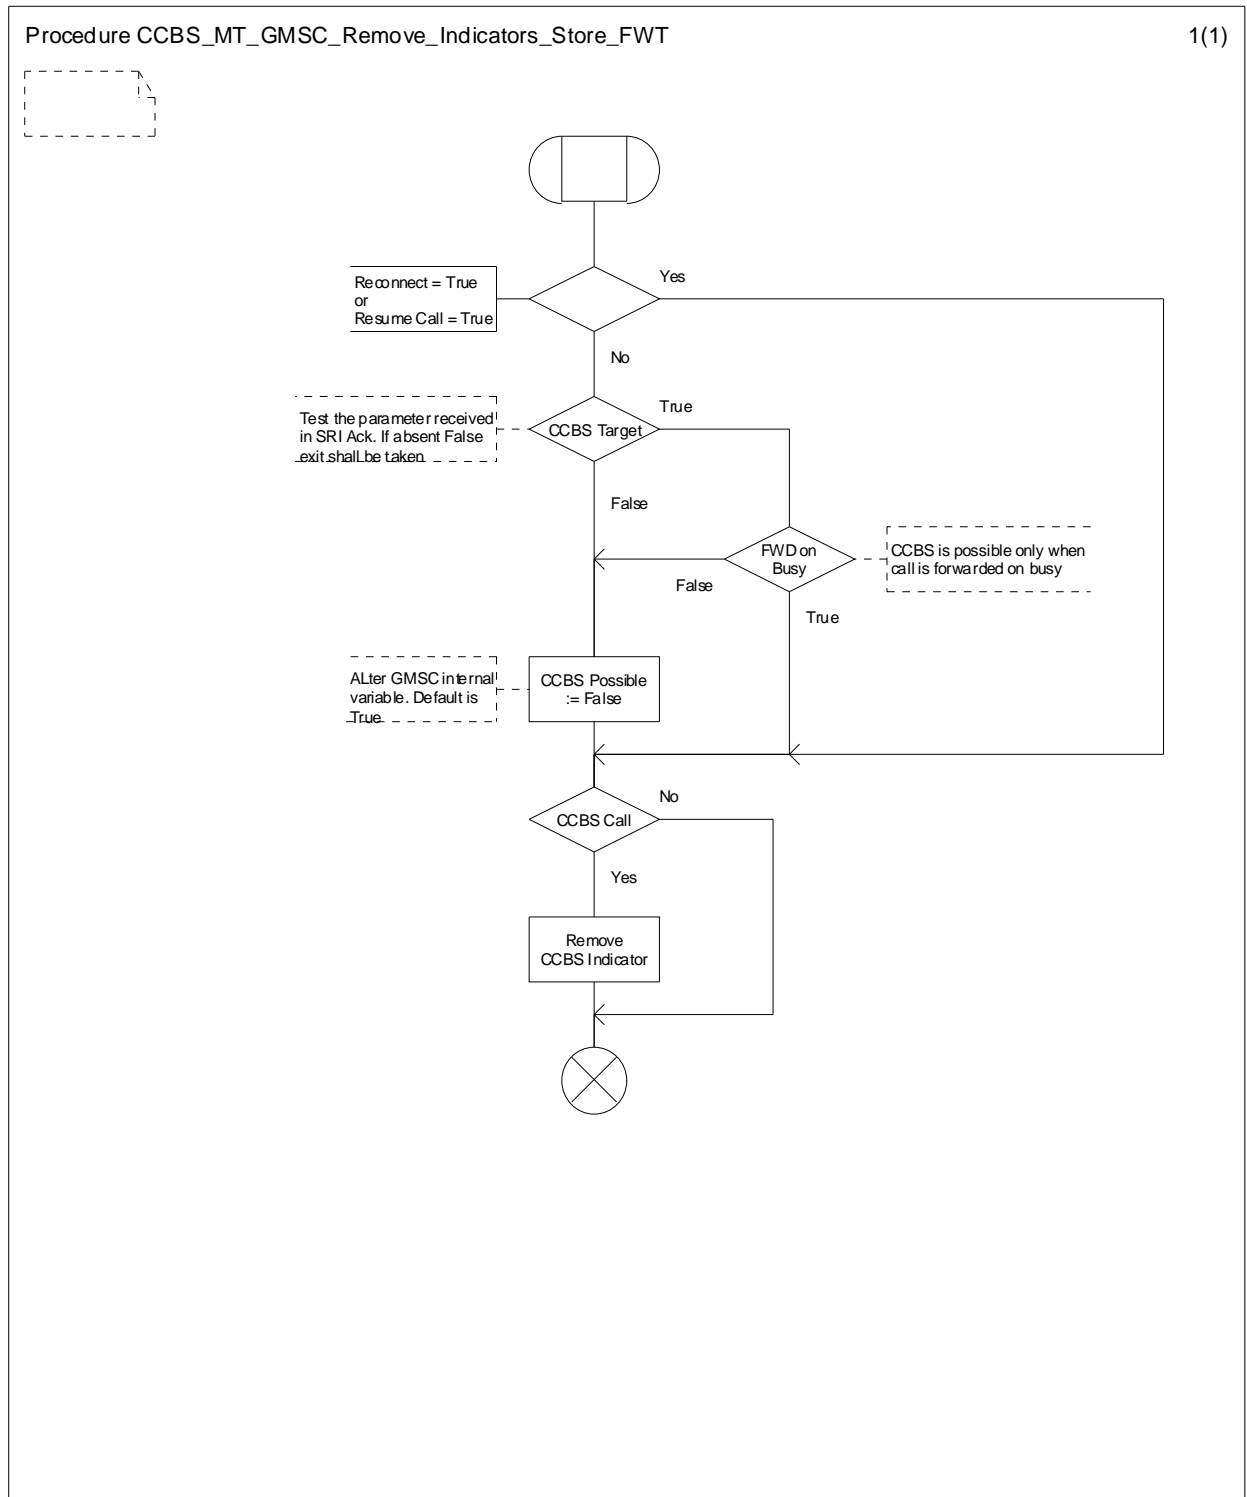 Procedure CCBS_MT_GMSC_Remove_Indicators_Store_FWT
1(1)
Reconnect = True
or
Resume Call = True
Yes
No
Test the parameter received
in SRI Ack. If absent False
exit shall be taken
CCBS Target
True
False
FWD on
Busy
CCBS is possible only when
call is forwarded on busy
False
True
ALter GMSC internal
variable. Default is
True
CCBS Possible
:= False
CCBS Call
No
Yes
Remove
CCBS Indicator